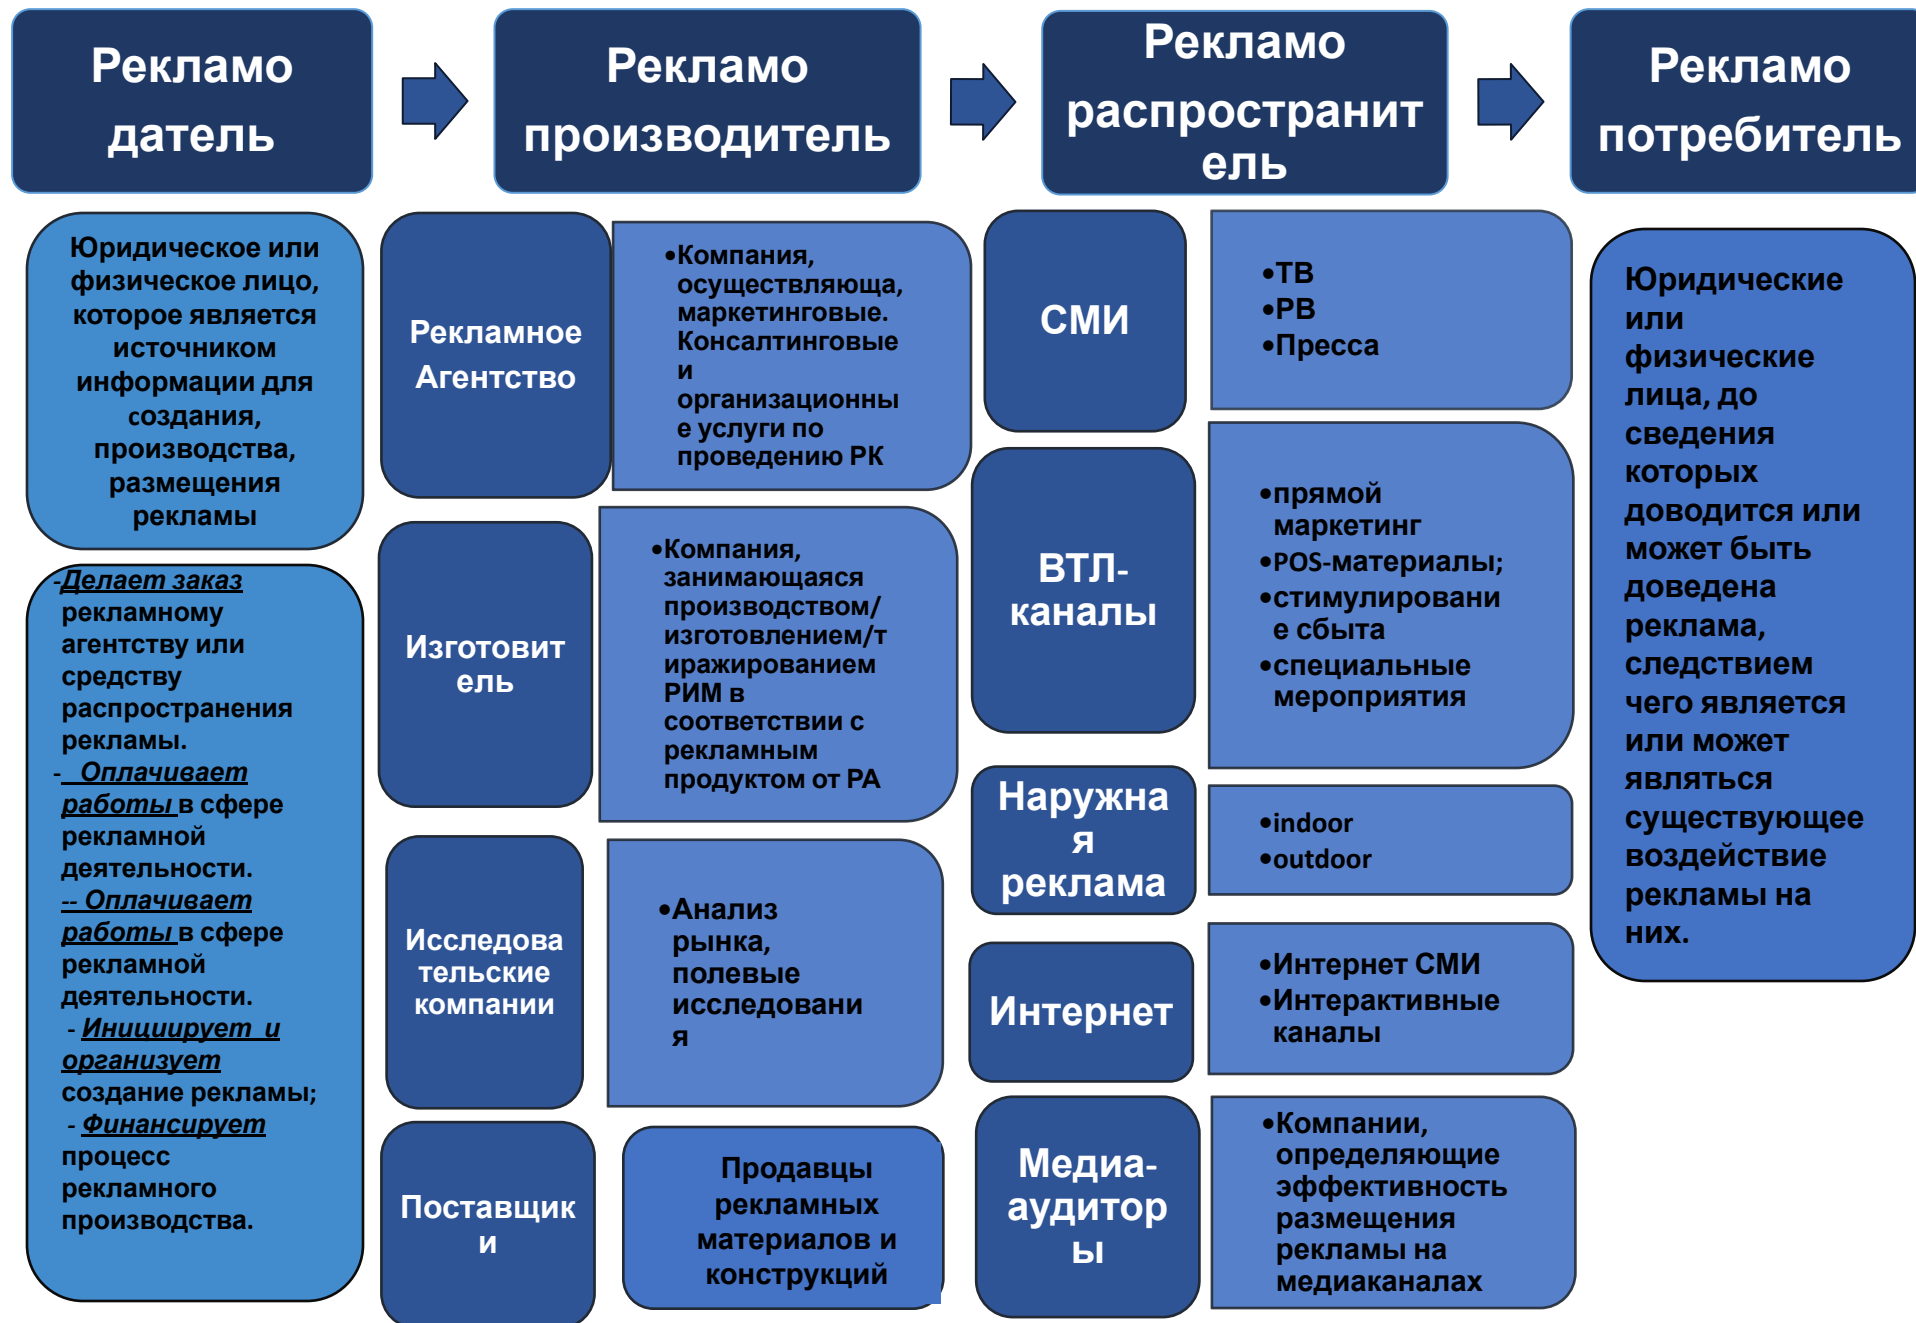 Рекламо
датель
Рекламо
производитель
Рекламо
распространит
ель
Рекламо
потребитель
Юридическое или
физическое лицо,
которое является
источником
информации для
создания,
производства,
размещения
рекламы
-Делает заказ
рекламному
агентству или
средству
распространения
рекламы.
- Оплачивает
работы в сфере
рекламной
деятельности.
-- Оплачивает
работы в сфере
рекламной
деятельности.
- Инициирует и
организует
создание рекламы;
- Финансирует
процесс
рекламного
производства.
Рекламное
Агентство
•Компания,
осуществляюща,
маркетинговые.
Консалтинговые
и
организационны
е услуги по
проведению РК
Изготовит
ель
•Компания,
занимающаяся
производством/
изготовлением/т
иражированием
РИМ в
соответствии с
рекламным
продуктом от РА
Исследова
тельские
компании
•Анализ
рынка,
полевые
исследовани
я
Поставщик
и
Продавцы
рекламных
материалов и
конструкций
СМИ
•ТВ
•РВ
•Пресса
ВТЛ-
каналы
•прямой
маркетинг
•POS-материалы;
•стимулировани
е сбыта
•специальные
мероприятия
Наружна
я
реклама
•indoor
•outdoor
Интернет
•Интернет СМИ
•Интерактивные
каналы
Медиа-
аудитор
ы
•Компании,
определяющие
эффективность
размещения
рекламы на
медиаканалах
Юридические
или
физические
лица, до
сведения
которых
доводится или
может быть
доведена
реклама,
следствием
чего является
или может
являться
существующее
воздействие
рекламы на
них.